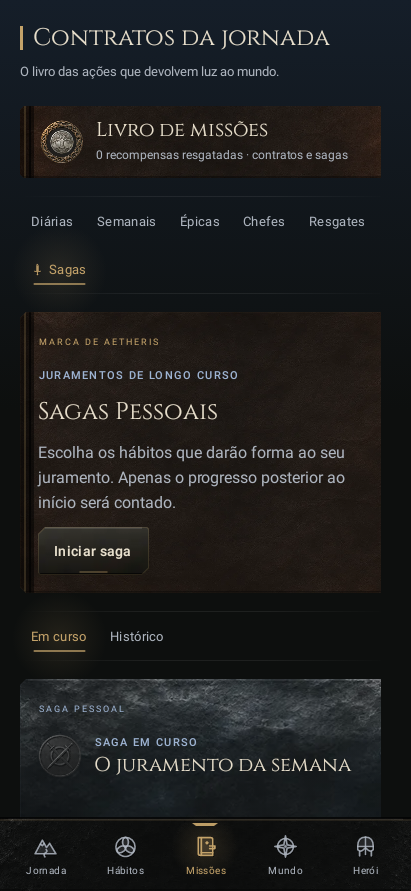 Contratos da Jornada
O livro das ações que devolvem luz ao mundo.
Livro de Missões
0 recompensas resgatadas · contratos e sagas
Diárias Semanais Épicas Chefes Resgates
Sagas
MARCA DE AETHERIS
JURAMENTOS DE LONGO CURSO
Sagas Pessoais
Escolha os hábitos que darão forma ao seu
juramento. Apenas o progresso posterior ao
início será contado.
Iniciar saga
Em curso Histórico
SAGA PESSOAL
SAGA EM CURSO
O juramento da semana
Jornada Hábitos Missões Mundo Herói